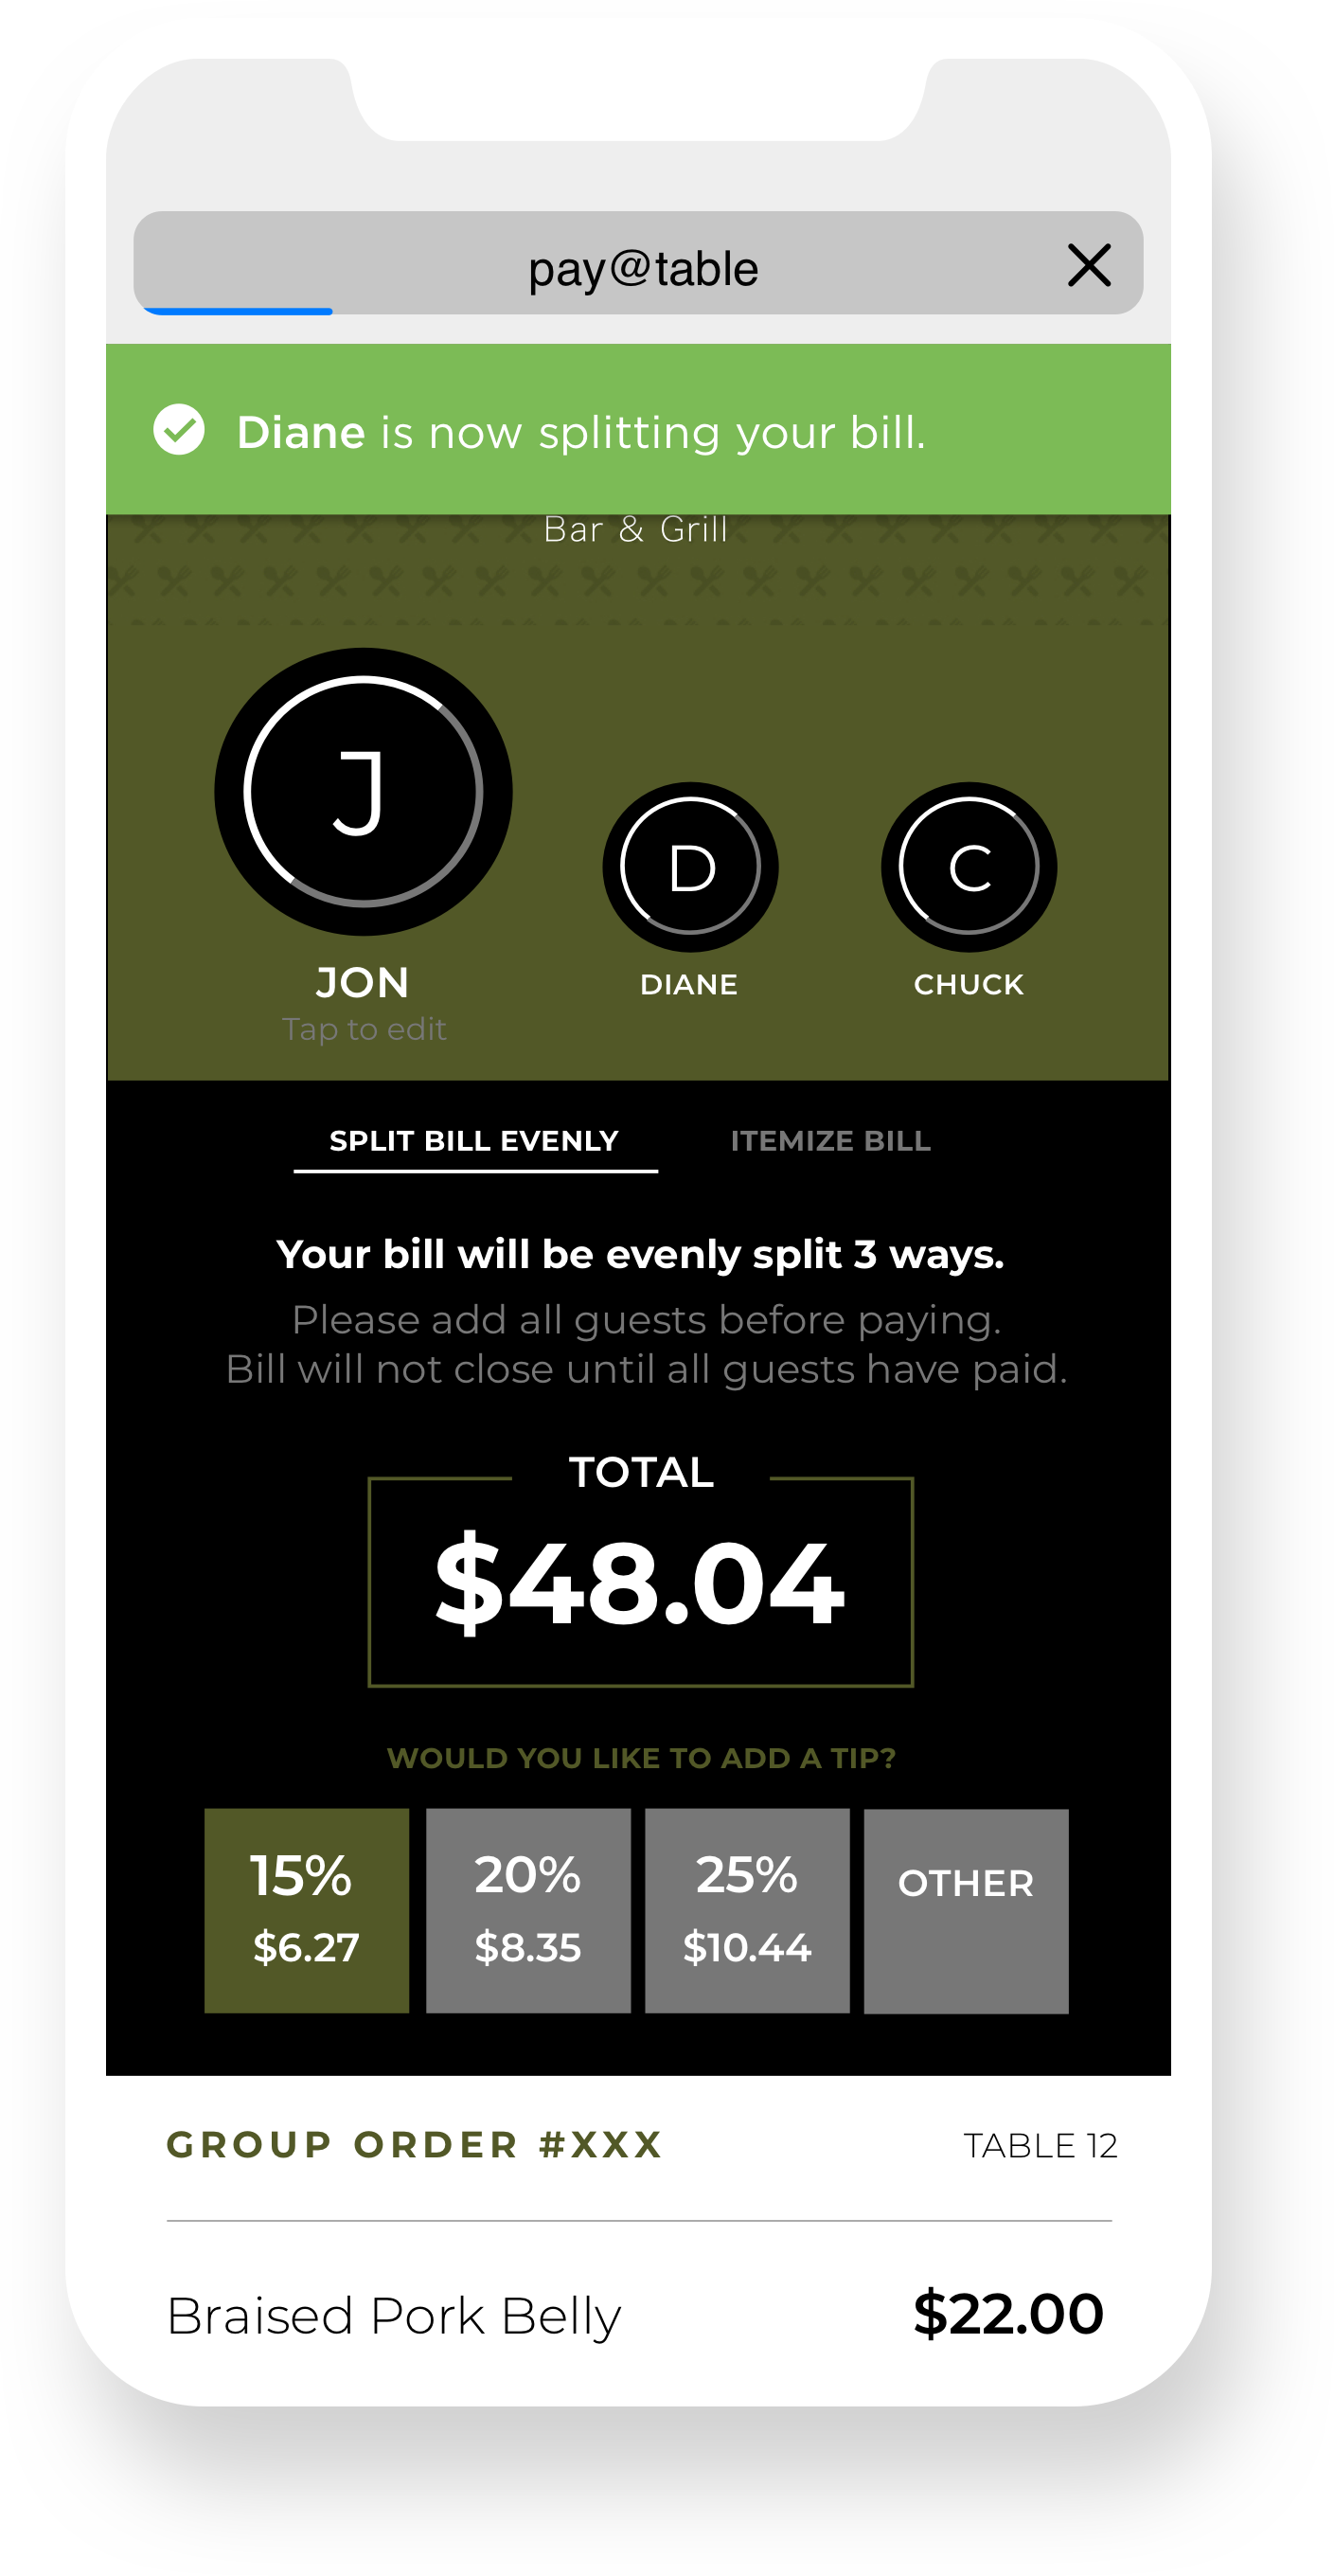 pay@table
Diane is now splitting your bill.
Bar & Grill
J
D
C
JON
DIANE
CHUCK
Tap to edit
SPLIT BILL EVENLY
ITEMIZE BILL
Your bill will be evenly split 3 ways.
Please add all guests before paying.
Bill will not close until all guests have paid.
TOTAL
$48.04
WOULD YOU LIKE TO ADD A TIP?
15%
$6.27
20%
$8.35
25%
$10.44
OTHER
GROUP ORDER #XXX
TABLE 12
Braised Pork Belly
$22.00